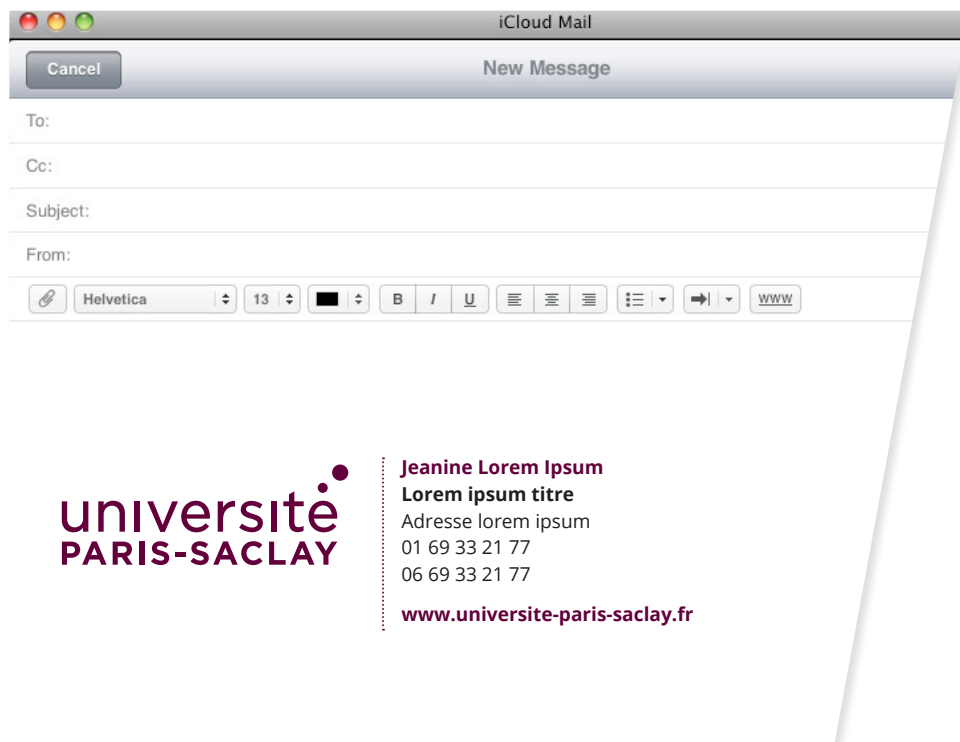 iCloud Mail
Cancel
New Message
To:
Cc:
Subject:
From:
Helvetica 13 B I U www
université
PARIS-SACLAY
Jeanine Lorem Ipsum
Lorem ipsum titre
Adresse lorem ipsum
01 69 33 21 77
06 69 33 21 77
www.universite-paris-saclay.fr